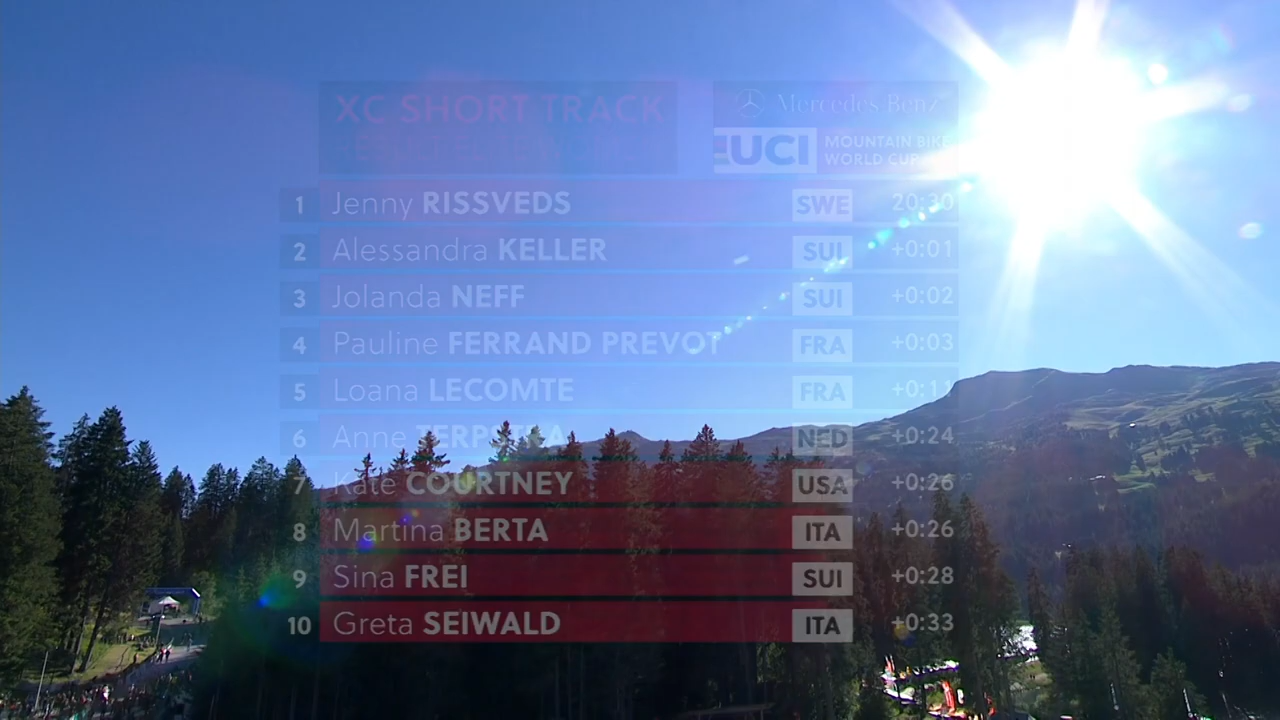 XC SHORT TRACK
Mercedes-Benz
UCI MOUNTAIN BIKE
WORLD CUP
1 Jenny RISSVEDS SWE 20:30
2 Alessandra KELLER SUI +0:01
3 Jolanda NEFF SUI +0:02
4 Pauline FERRAND PREVOT FRA +0:03
5 Loana LECOMTE FRA +0:11
6 Anne TERPSTRA NED +0:24
7 Kate COURTNEY USA +0:26
8 Martina BERTA ITA +0:26
9 Sina FREI SUI +0:28
10 Greta SEIWALD ITA +0:33